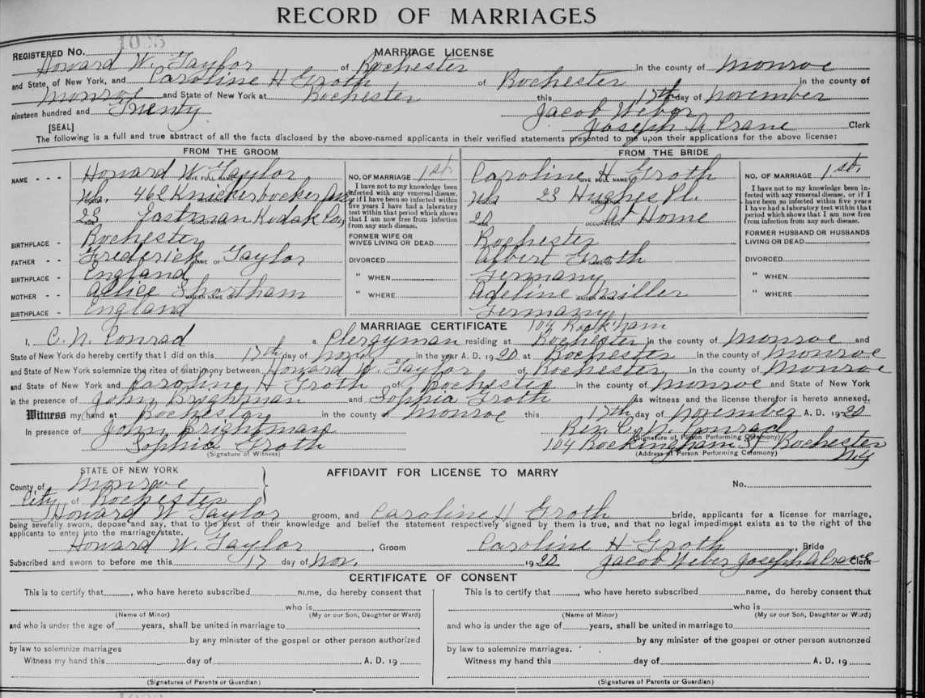 RECORD OF MARRIAGES
1025
REGISTERED No. MARRIAGE LICENSE
Howard W. Taylor of Rochester in the county of Monroe
and State of New York, and Caroline H Groth of Rochester in the county of
Monroe and State of New York at Rochester this 17th day of november
nineteen hundred and Twenty Jacob Weber
[SEAL] Joseph A Crane Clerk
The following is a full and true abstract of all the facts disclosed by the above-named applicants in their verified statements presented to me upon their applications for the above license:
FROM THE GROOM FROM THE BRIDE
NAME Howard W Taylor NO. OF MARRIAGE 1st. Caroline H Groth NO. OF MARRIAGE 1st.
Wh. 462 Knickerbocker Ave I have not to my knowledge been infected with any venereal disease, or if I have been so infected within five years I have had a laboratory test within that period which shows that I am now free from infection from any such disease. Wh 23 Hughes Pl. I have not to my knowledge been infected with any venereal disease, or if I have been so infected within five years I have had a laboratory test within that period which shows that I am now free from infection from any such disease.
23 Eastman Kodak Co, 20 At Home
BIRTHPLACE Rochester FORMER WIFE OR WIVES LIVING OR DEAD Rochester FORMER HUSBAND OR HUSBANDS LIVING OR DEAD
FATHER Frederick Taylor DIVORCED Albert Groth DIVORCED
BIRTHPLACE England " WHEN Germany " WHEN
MOTHER Allice Shortham " WHERE Adeline Miller " WHERE
BIRTHPLACE England Germany
MARRIAGE CERTIFICATE 104 Rockingham
I, C. N. Conrad a Clergyman residing at Rochester in the county of Monroe and
State of New York do hereby certify that I did on this 17th day of Nov in the year A. D. 1920 at Rochester in the county of Monroe
and State of New York solemnize the rites of matrimony between Howard W. Taylor of Rochester in the county of Monroe
and State of New York and Caroline H Groth of Rochester in the county of Monroe and State of New York
in the presence of John Brightman and Sophia Groth as witness and the license therefor is hereto annexed.
Witness my hand at Rochester in the county of Monroe this 17th day of november A. D. 1920
In presence of John Brightman Rev. C. N. Conrad
(Signature of Person Performing Ceremony)
Sophia Groth 104 Rockingham St Rochester N.Y
(Signature of Witness) (Address of Person Performing Ceremony)
STATE OF NEW YORK AFFIDAVIT FOR LICENSE TO MARRY
County of Monroe No.
City of Rochester
Howard W Taylor groom, and Caroline H Groth bride, applicants for a license for marriage,
being severally sworn, depose and say, that to the best of their knowledge and belief the statement respectively signed by them is true, and that no legal impediment exists as to the right of the
applicants to enter into the marriage state.
Howard W. Taylor, Groom Caroline H Groth, Bride
Subscribed and sworn to before me this 17 day of Nov. 1920 Jacob Weber Joseph A Crane Clerk
CERTIFICATE OF CONSENT
This is to certify that, who have hereto subscribed name, do hereby consent that This is to certify that, who have hereto subscribed name, do hereby consent that
who is who is
(Name of Minor) (My or our Son, Daughter or Ward) (Name of Minor) (My or our Son, Daughter or Ward)
and who is under the age of years, shall be united in marriage to and who is under the age of years, shall be united in marriage to
by any minister of the gospel or other person authorized by any minister of the gospel or other person authorized
by law to solemnize marriages by law to solemnize marriages.
Witness my hand this day of A. D. 19 Witness my hand this day of A. D. 19
(Signatures of Parents or Guardian) (Signatures of Parents or Guardian)